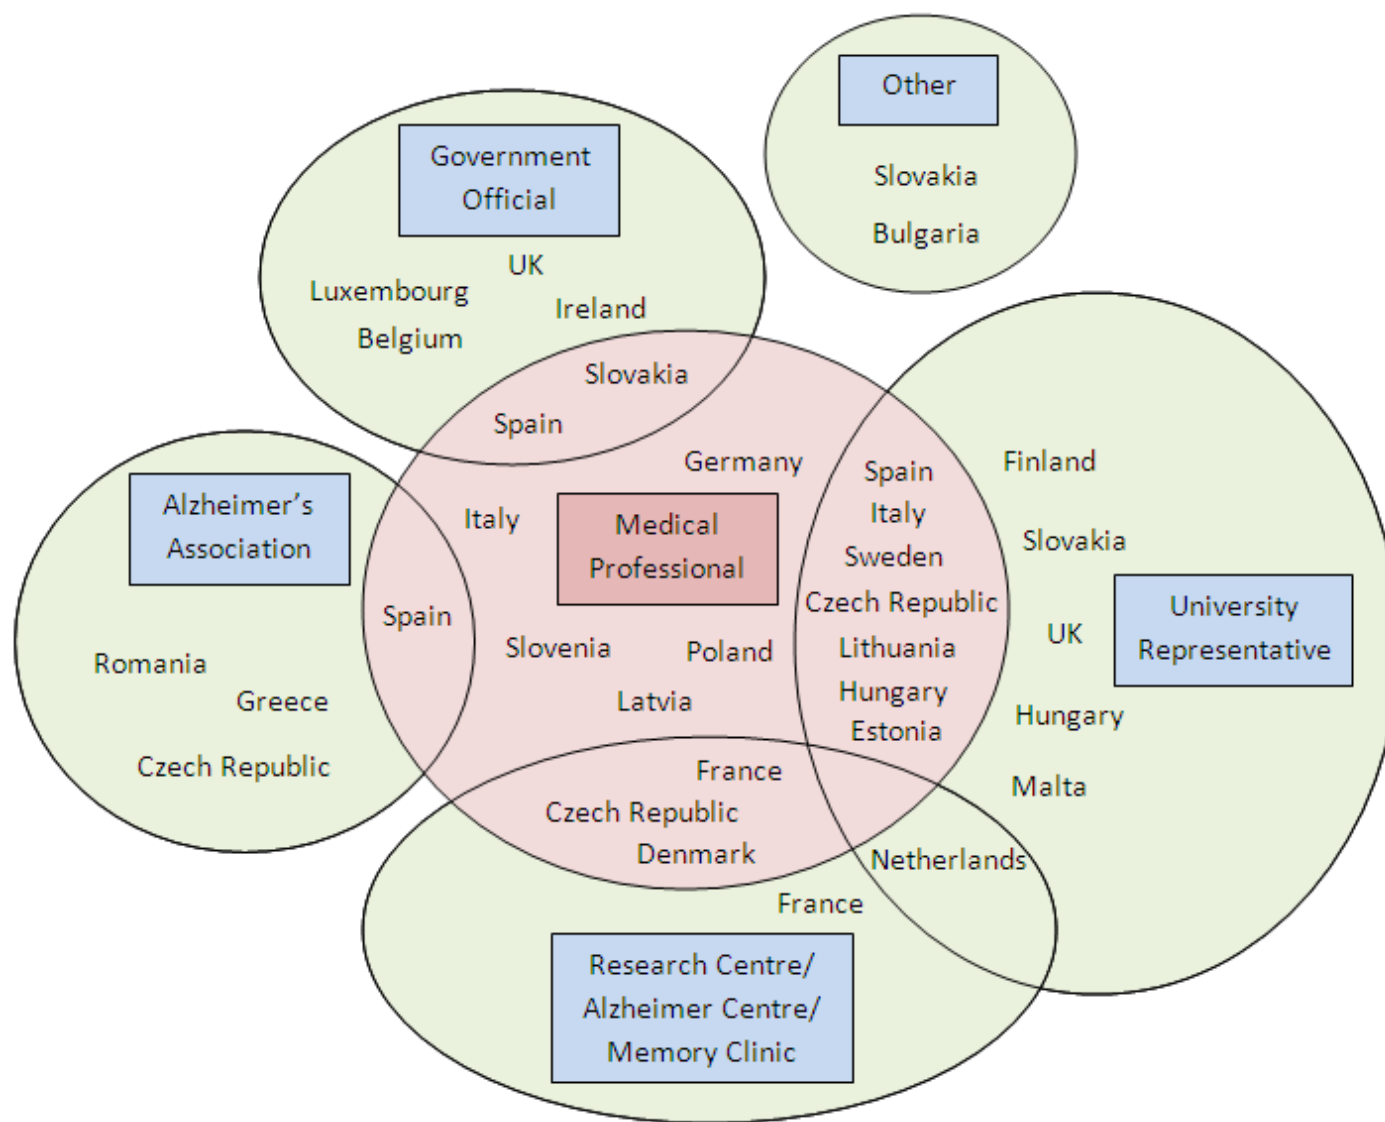 Other
Slovakia
Bulgaria
Government
Official
UK
Luxembourg
Ireland
Belgium
Slovakia
Spain
Alzheimer's
Association
Spain
Romania
Greece
Czech Republic
Germany
Italy
Medical
Professional
Slovenia
Poland
Latvia
Spain
Italy
Sweden
Czech Republic
Lithuania
Hungary
Estonia
Finland
Slovakia
University
Representative
UK
Hungary
Malta
France
Czech Republic
Denmark
Netherlands
France
Research Centre/
Alzheimer Centre/
Memory Clinic